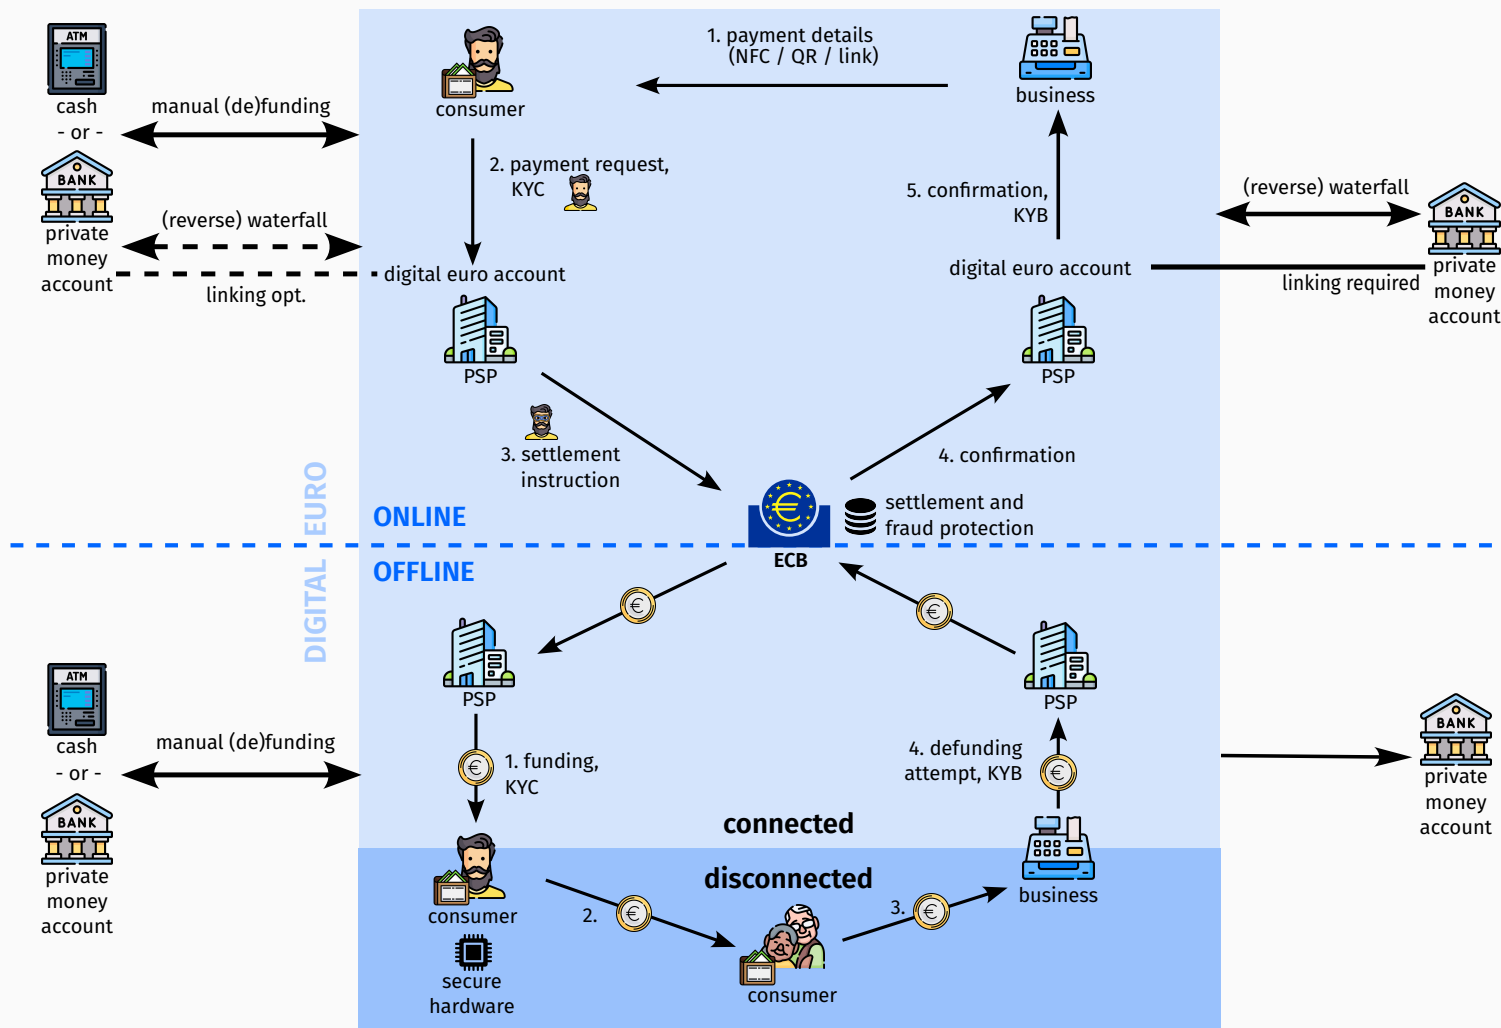 ATM
cash
- or -
BANK
private
money
account
manual (de)funding
(reverse) waterfall
linking opt.
consumer
1. payment details
(NFC / QR / link)
business
2. payment request,
KYC
5. confirmation,
KYB
digital euro account
PSP
digital euro account
PSP
(reverse) waterfall
BANK
linking required
private
money
account
3. settlement
instruction
4. confirmation
€
settlement and
fraud protection
ECB
DIGITAL EURO
ONLINE
OFFLINE
€
€
PSP
PSP
ATM
cash
- or -
BANK
private
money
account
manual (de)funding
€
1. funding,
KYC
4. defunding
attempt, KYB
€
BANK
private
money
account
connected
disconnected
consumer
secure
hardware
2.
€
consumer
3.
€
business